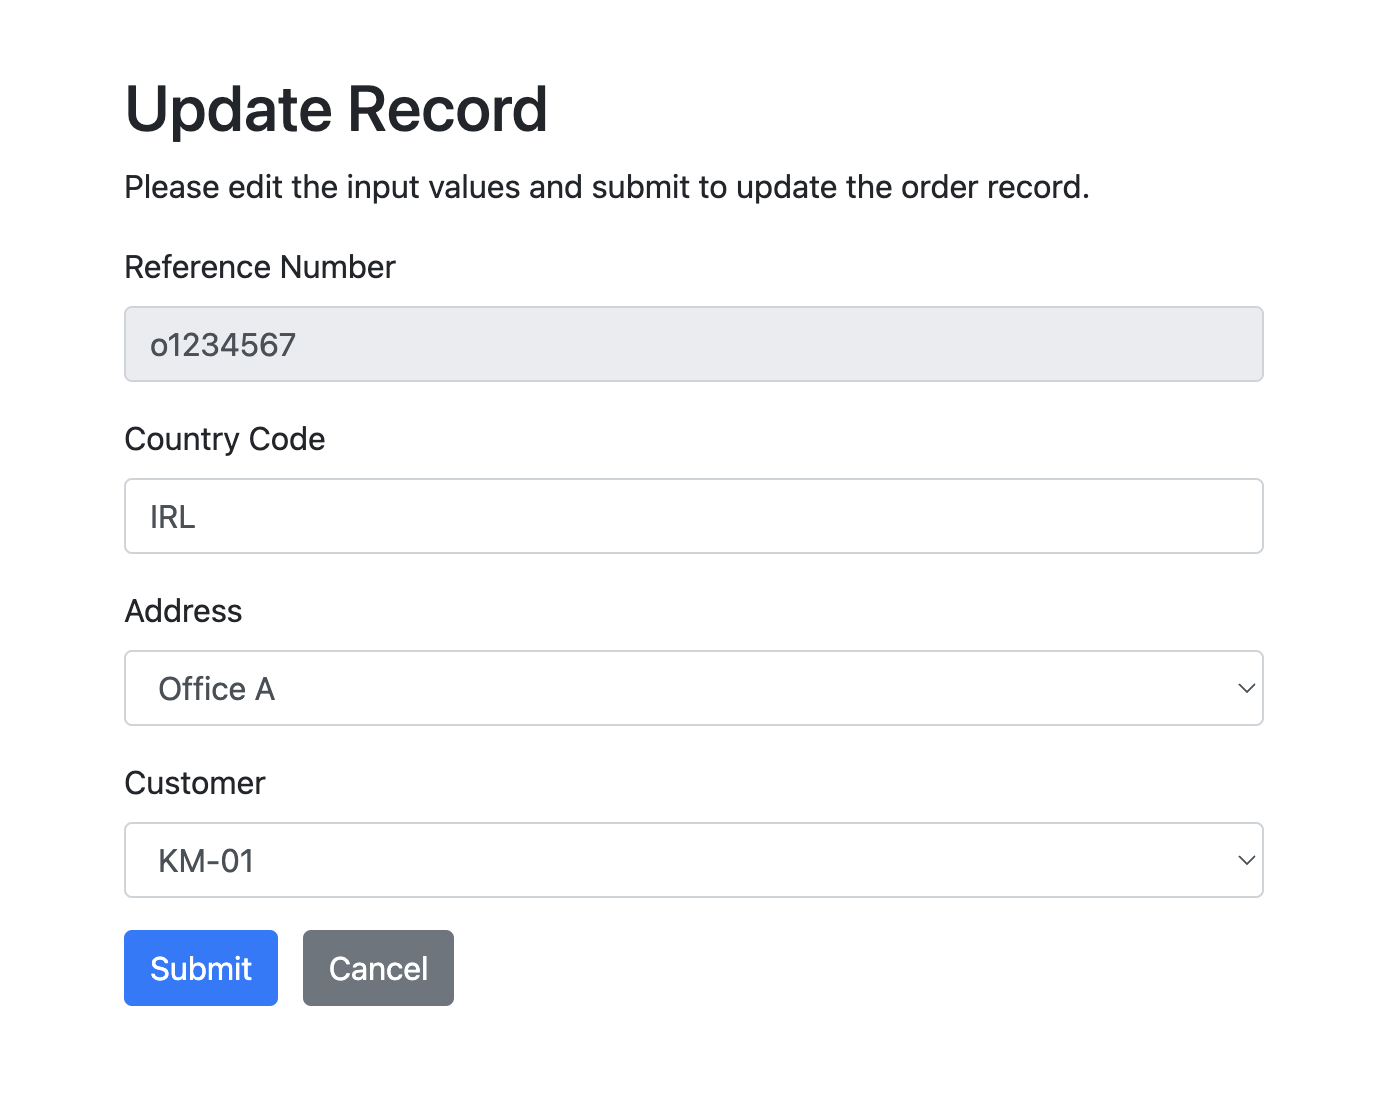 Update Record
Please edit the input values and submit to update the order record.
Reference Number
o1234567
Country Code
IRL
Address
Office A
Customer
KM-01
Submit Cancel